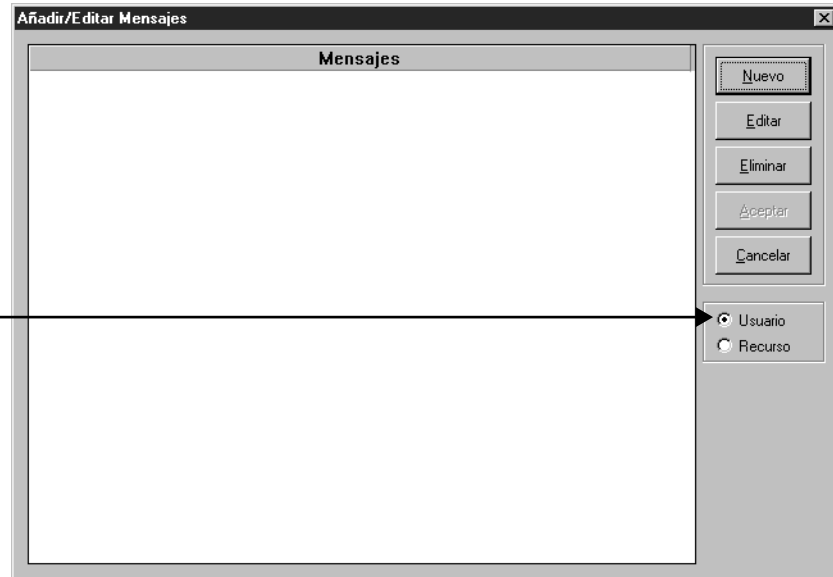 Añadir/Editar Mensajes
Mensajes
Nuevo
Editar
Eliminar
Aceptar
Cancelar
Usuario
Recurso